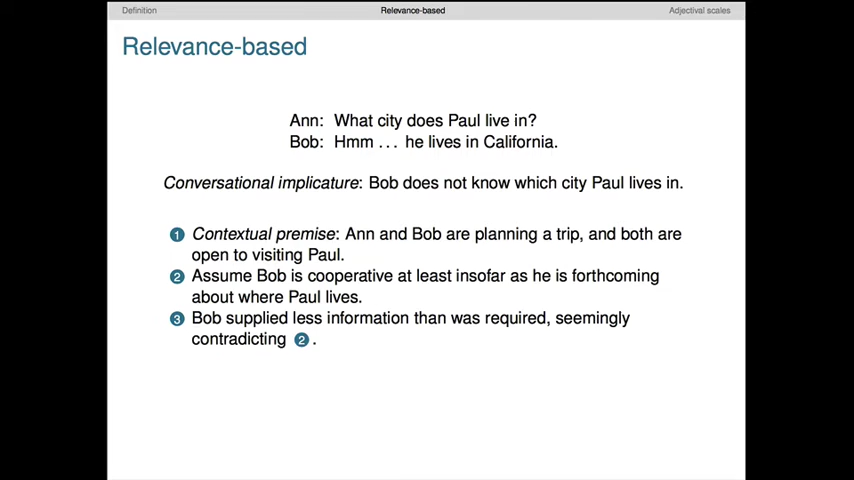 Definition Relevance-based Adjectival scales
Relevance-based
Ann: What city does Paul live in?
Bob: Hmm . . . he lives in California.
Conversational implicature: Bob does not know which city Paul lives in.
1 Contextual premise: Ann and Bob are planning a trip, and both are
open to visiting Paul.
2 Assume Bob is cooperative at least insofar as he is forthcoming
about where Paul lives.
3 Bob supplied less information than was required, seemingly
contradicting 2 .